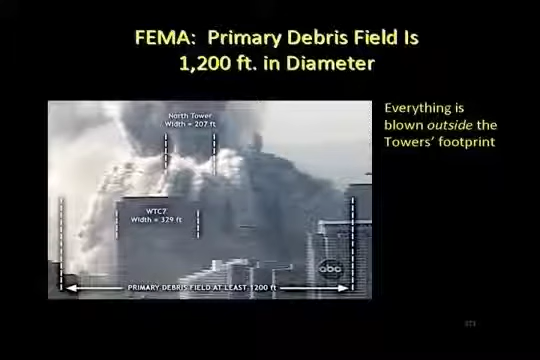 FEMA: Primary Debris Field Is
1,200 ft. in Diameter
Everything is
blown outside the
Towers' footprint
North Tower
Width = 207 ft
WTC7
Width = 329 ft
abc
PRIMARY DEBRIS FIELD AT LEAST 1200 ft